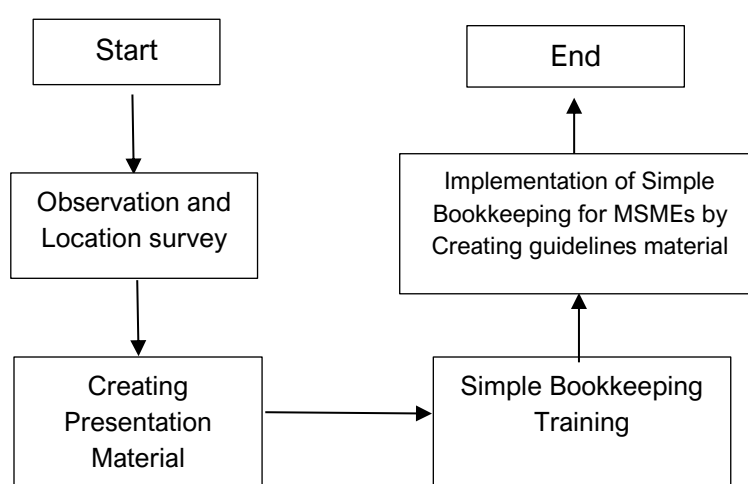 Start
Observation and
Location survey
Creating
Presentation
Material
Simple Bookkeeping
Training
Implementation of Simple
Bookkeeping for MSMEs by
Creating guidelines material
End